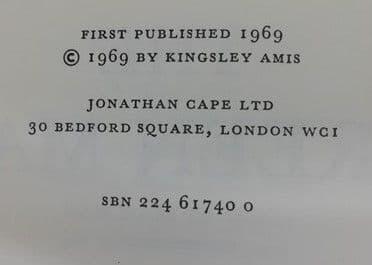 FIRST PUBLISHED 1969
© 1969 BY KINGSLEY AMIS
JONATHAN CAPE LTD
30 BEDFORD SQUARE, LONDON WC1
SBN 224 61740 0